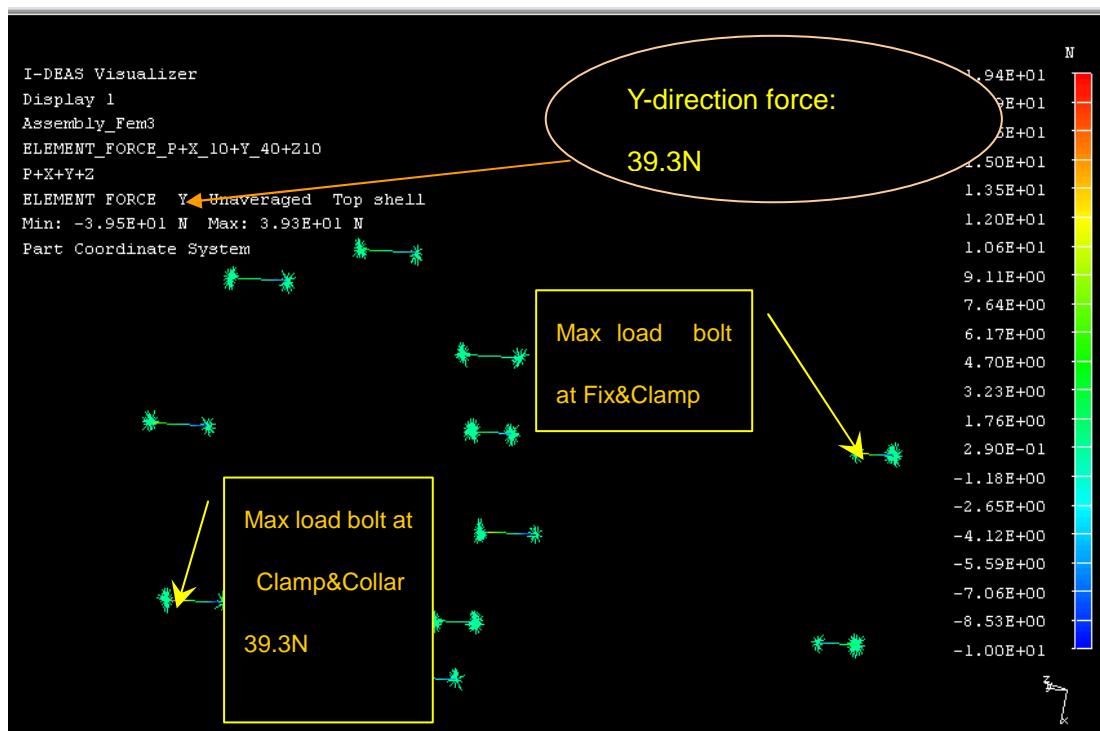 N
I-DEAS Visualizer
Display 1
Assembly_Fem3
ELEMENT_FORCE_P+X_10+Y_40+Z10
P+X+Y+Z
ELEMENT FORCE Y Unaveraged Top shell
Min: -3.95E+01 N Max: 3.93E+01 N
Part Coordinate System
Y-direction force:
39.3N
Max load bolt
at Fix&Clamp
Max load bolt at
Clamp&Collar
39.3N
.94E+01
9E+01
E+01
.50E+01
1.35E+01
1.20E+01
1.06E+01
9.11E+00
7.64E+00
6.17E+00
4.70E+00
3.23E+00
1.76E+00
2.90E-01
-1.18E+00
-2.65E+00
-4.12E+00
-5.59E+00
-7.06E+00
-8.53E+00
-1.00E+01